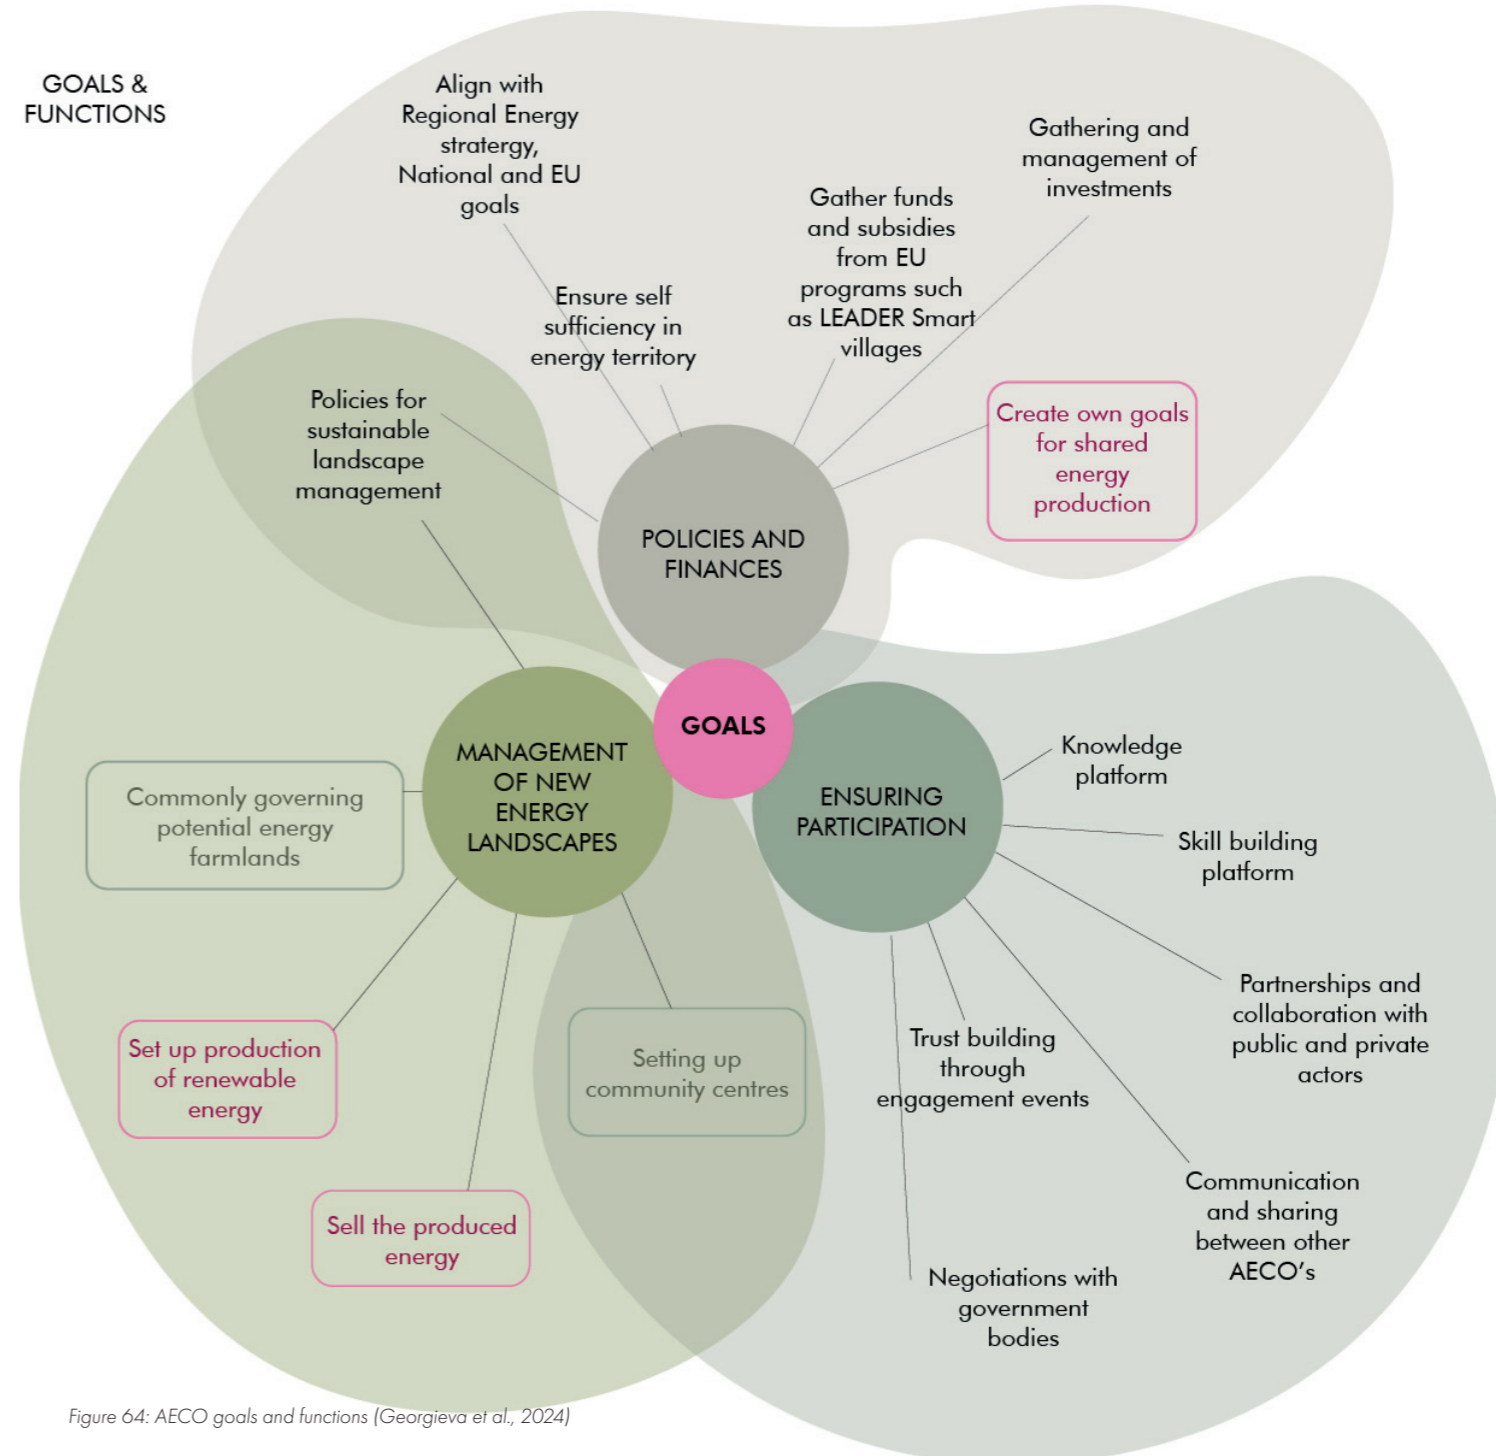 GOALS &
FUNCTIONS
Align with
Regional Energy
stratergy,
National and EU
goals
Gathering and
management of
investments
Gather funds
and subsidies
from EU
programs such
as LEADER Smart
villages
Ensure self
sufficiency in
energy territory
Policies for
sustainable
landscape
management
Create own goals
for shared
energy
production
POLICIES AND
FINANCES
GOALS
MANAGEMENT
OF NEW
ENERGY
LANDSCAPES
ENSURING
PARTICIPATION
Knowledge
platform
Skill building
platform
Commonly governing
potential energy
farmlands
Partnerships and
collaboration with
public and private
actors
Set up production
of renewable
energy
Setting up
community centres
Trust building
through
engagement events
Communication
and sharing
between other
AECO's
Sell the produced
energy
Negotiations with
government
bodies
Figure 64: AECO goals and functions (Georgieva et al., 2024)